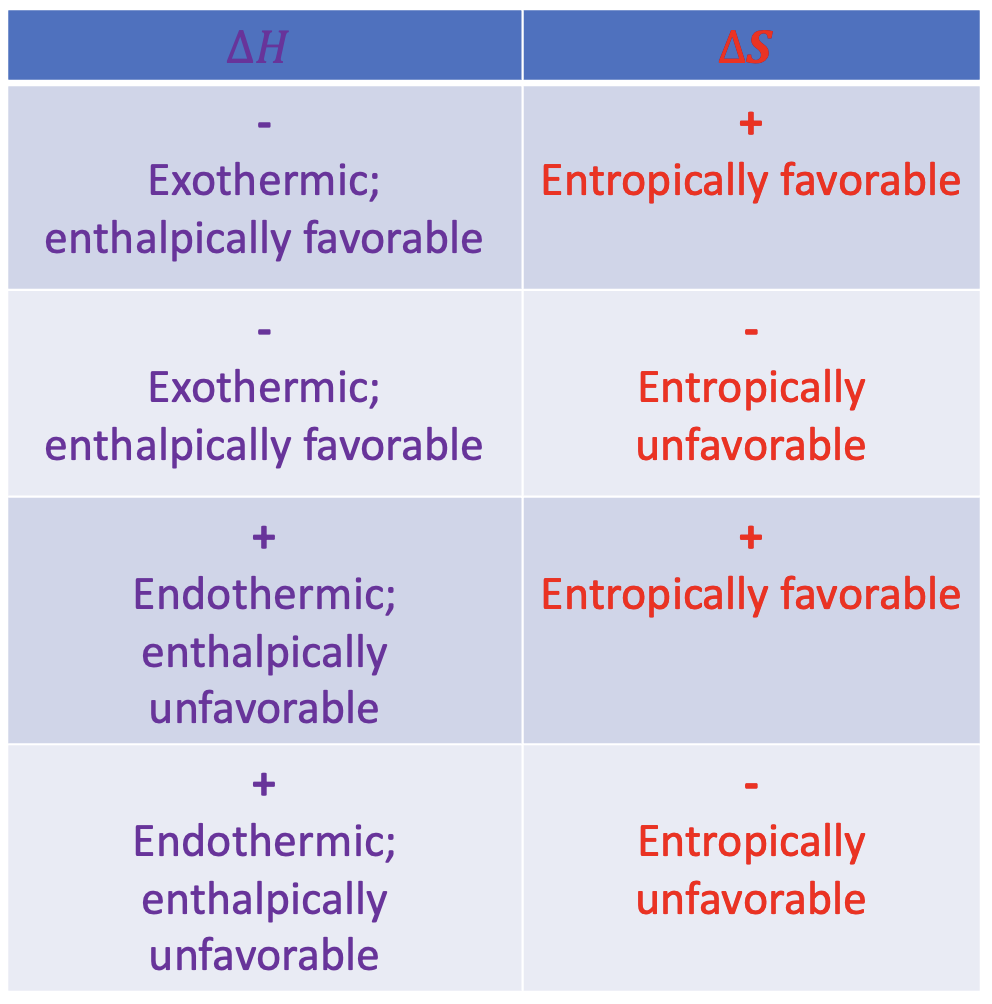 ΔH ΔS
-
Exothermic;
enthalpically favorable
+
Entropically favorable
-
Exothermic;
enthalpically favorable
-
Entropically
unfavorable
+
Endothermic;
enthalpically
unfavorable
+
Entropically favorable
+
Endothermic;
enthalpically
unfavorable
-
Entropically
unfavorable